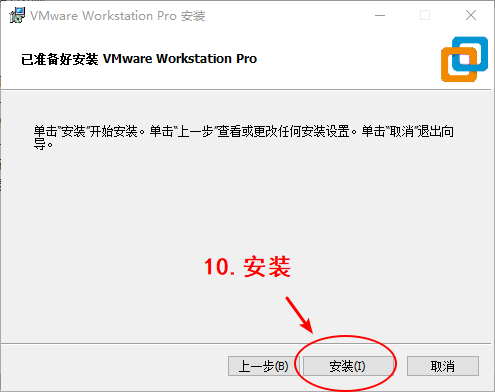 VMware Workstation Pro 安装
已准备好安装 VMware Workstation Pro
单击“安装”开始安装。单击“上一步”查看或更改任何安装设置。单击“取消”退出向
导。
10. 安装
上一步(B)
安装(I)
取消